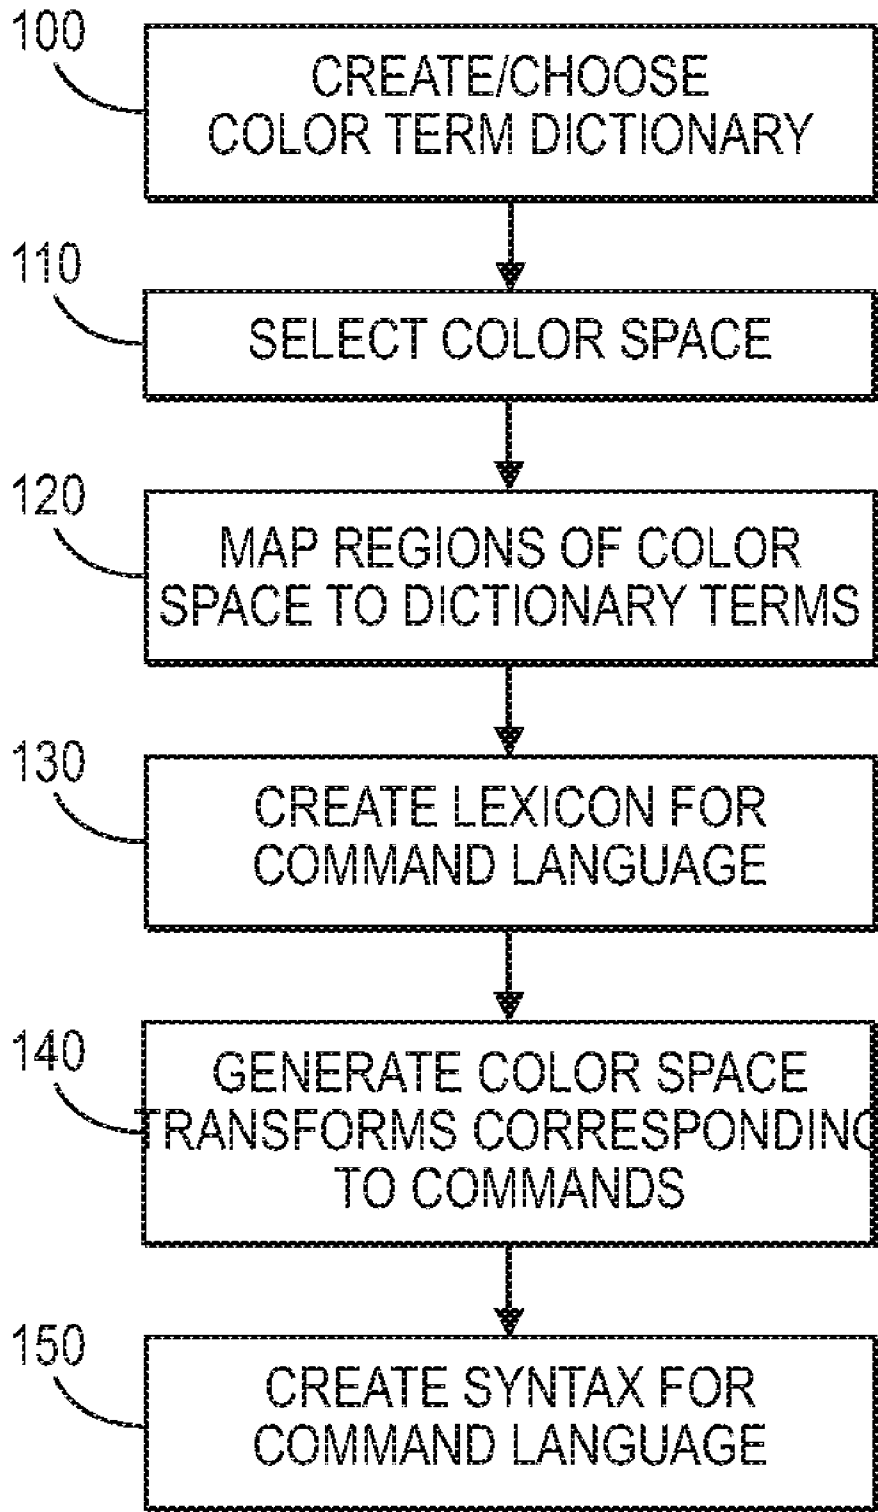 100
CREATE/CHOOSE
COLOR TERM DICTIONARY
110
SELECT COLOR SPACE
120
MAP REGIONS OF COLOR
SPACE TO DICTIONARY TERMS
130
CREATE LEXICON FOR
COMMAND LANGUAGE
140
GENERATE COLOR SPACE
TRANSFORMS CORRESPONDING
TO COMMANDS
150
CREATE SYNTAX FOR
COMMAND LANGUAGE